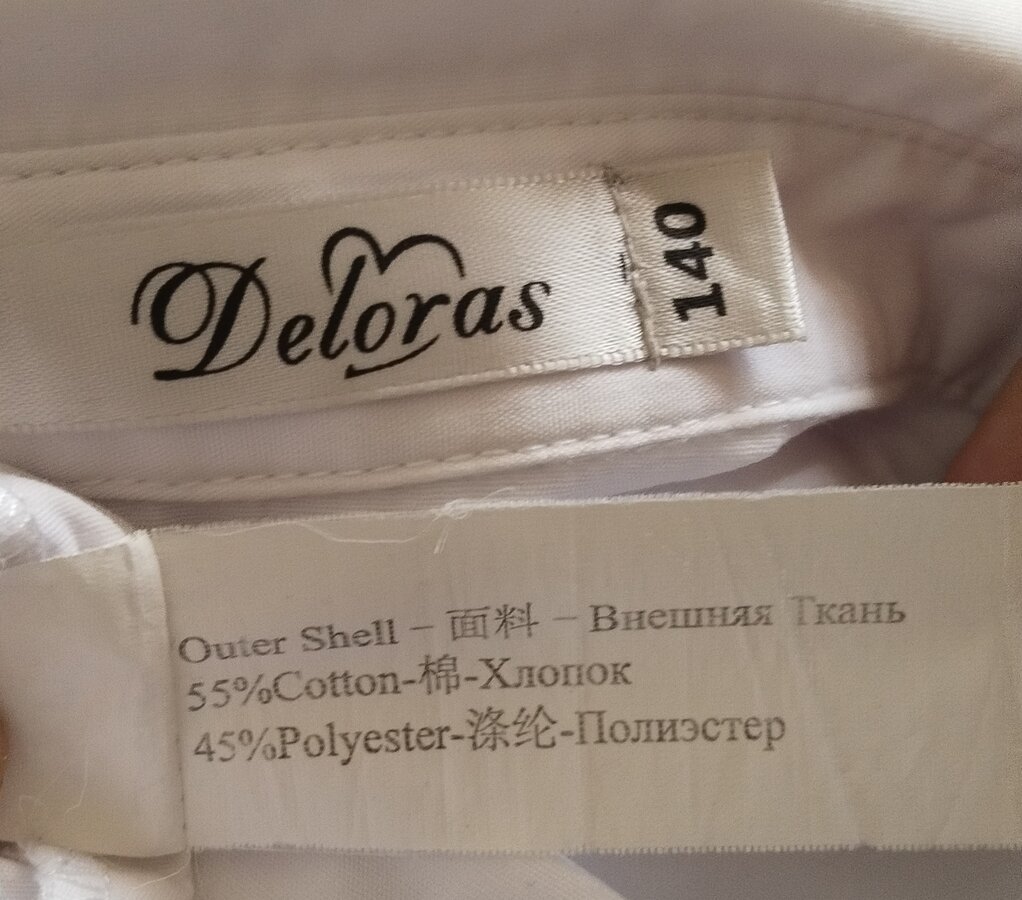 Deloras
140
Outer Shell – 面料 – Внешняя Ткань
55%Cotton-棉-Хлопок
45%Polyester-涤纶-Полиэстер